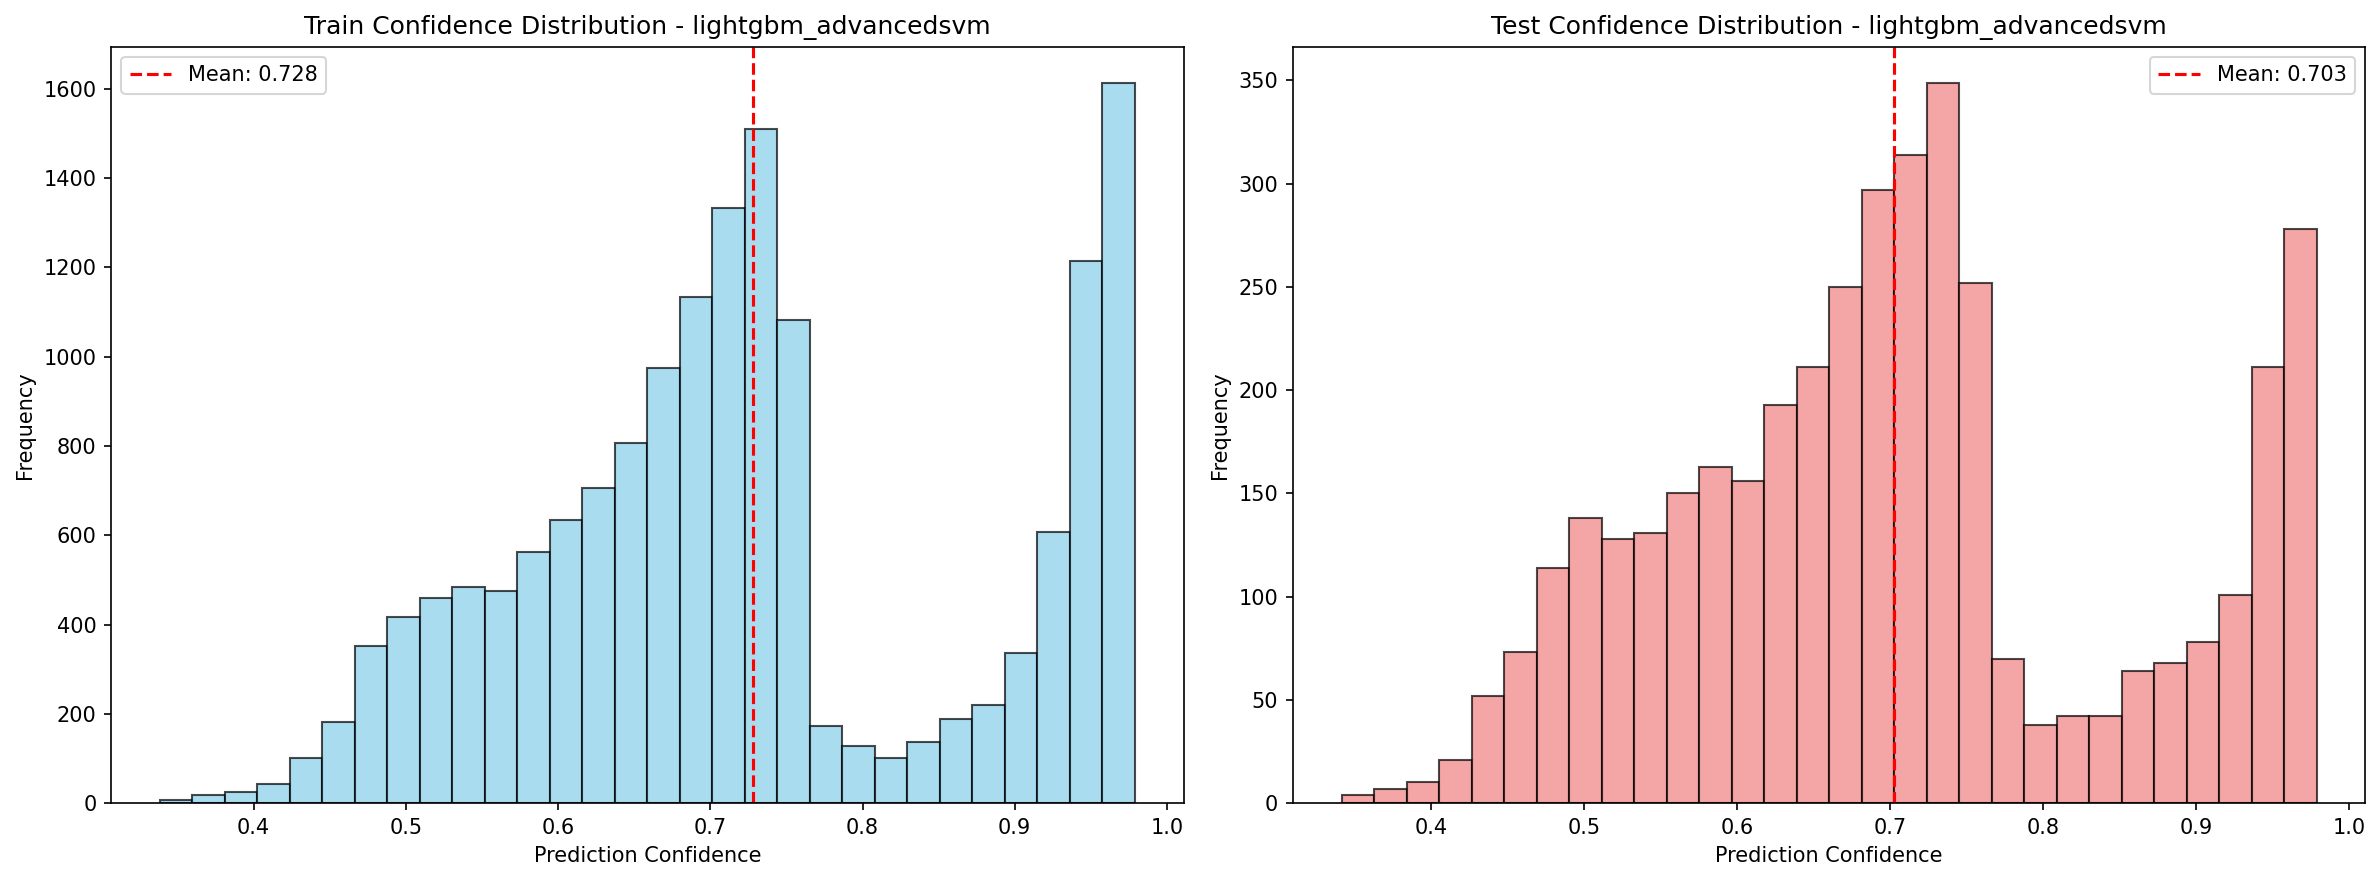 Train Confidence Distribution - lightgbm_advancedsvm
Mean: 0.728
Frequency
1600
1400
1200
1000
800
600
400
200
0
0.4 0.5 0.6 0.7 0.8 0.9 1.0
Prediction Confidence
Test Confidence Distribution - lightgbm_advancedsvm
Mean: 0.703
Frequency
350
300
250
200
150
100
50
0
0.4 0.5 0.6 0.7 0.8 0.9 1.0
Prediction Confidence